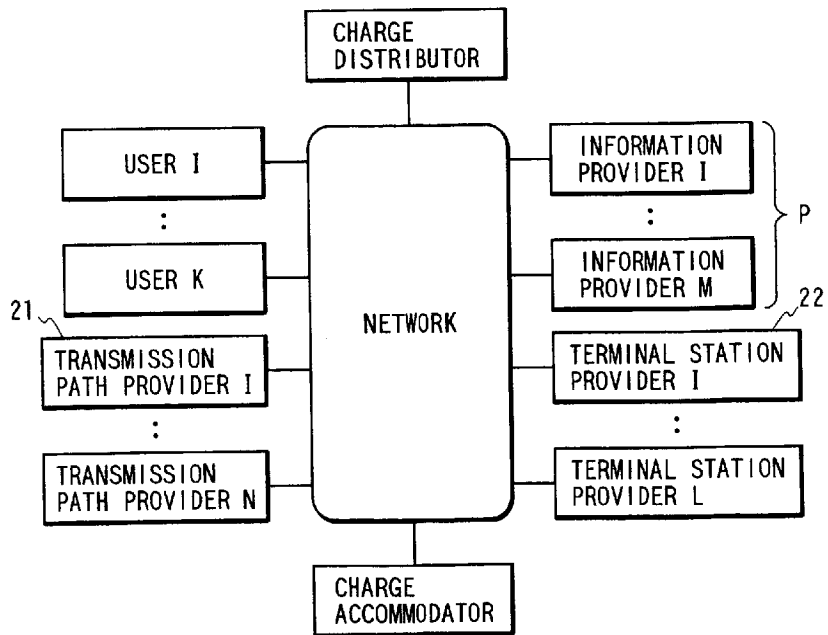 CHARGE
DISTRIBUTOR
USER I
USER K
21
TRANSMISSION
PATH PROVIDER I
TRANSMISSION
PATH PROVIDER N
NETWORK
INFORMATION
PROVIDER I
INFORMATION
PROVIDER M
P
22
TERMINAL STATION
PROVIDER I
TERMINAL STATION
PROVIDER L
CHARGE
ACCOMMODATOR